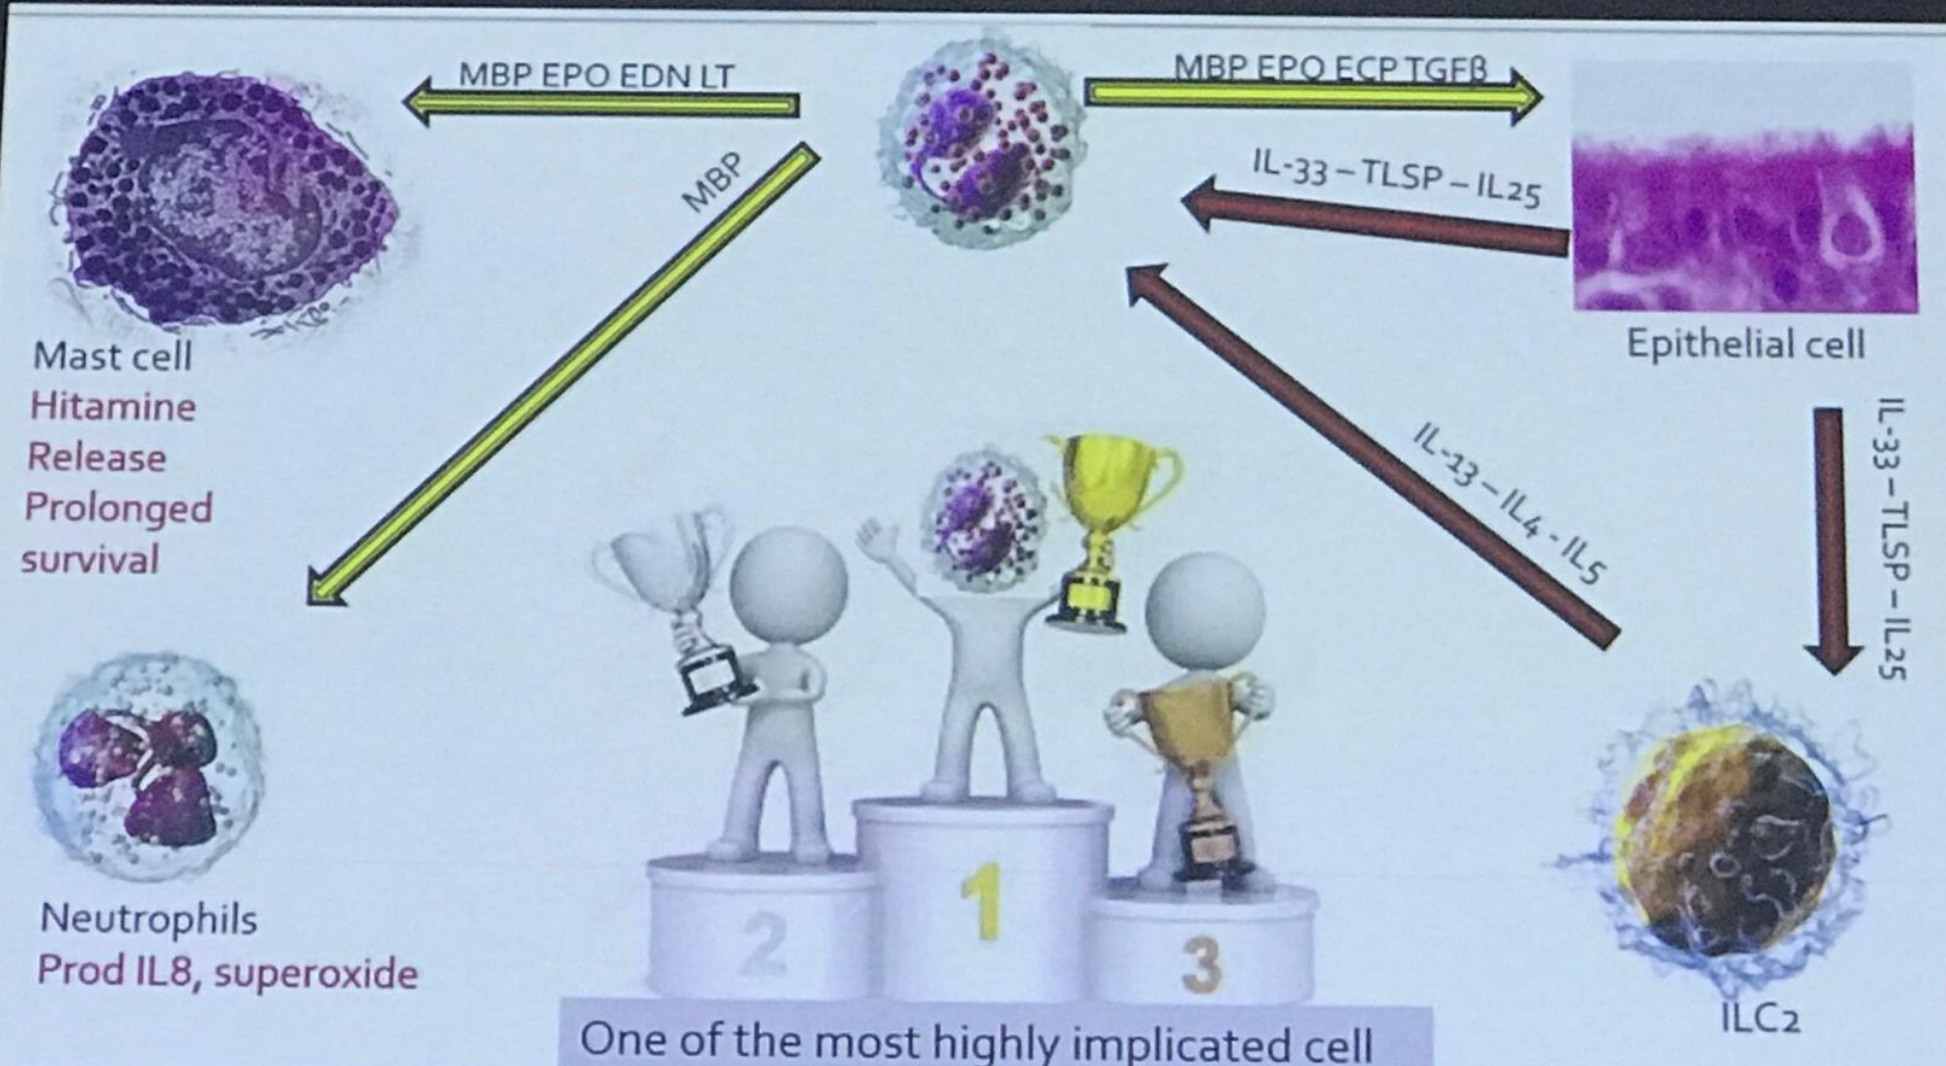 MBP EPO EDN LT
MBP EPO ECP TGFβ
MBP
IL-33 – TLSP – IL25
Mast cell
Hitamine
Release
Prolonged
survival
Epithelial cell
IL-13 – IL4 - IL5
IL-33 – TLSP – IL25
2
1
3
Neutrophils
Prod IL8, superoxide
ILC2
One of the most highly implicated cell